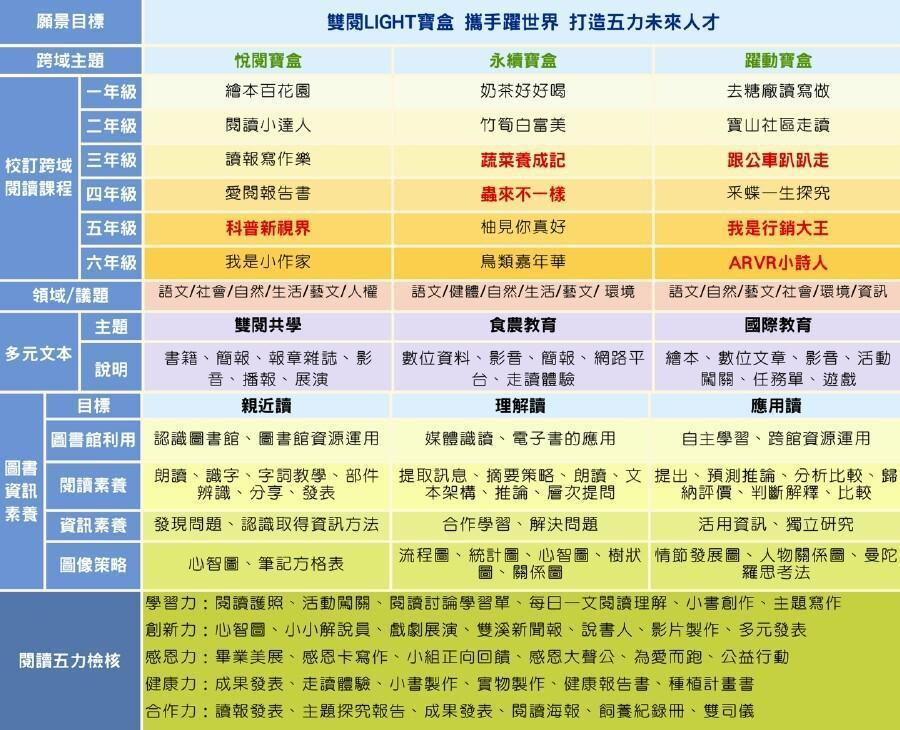 願景目標 雙閱LIGHT寶盒 攜手躍世界 打造五力未來人才
跨域主題 悅閱寶盒 永續寶盒 躍動寶盒
校訂跨域
閱讀課程
一年級 繪本百花園 奶茶好好喝 去糖廠讀寫做
二年級 閱讀小達人 竹筍白富美 寶山社區走讀
三年級 讀報寫作樂 蔬菜養成記 跟公車趴趴走
四年級 愛閱報告書 蟲來不一樣 采蝶一生探究
五年級 科普新視界 柚見你真好 我是行銷大王
六年級 我是小作家 鳥類嘉年華 ARVR小詩人
領域/議題 語文/社會/自然/生活/藝文/人權 語文/健體/自然/生活/藝文/ 環境 語文/自然/藝文/社會/環境/資訊
多元文本
主題 雙閱共學 食農教育 國際教育
說明 書籍、簡報、報章雜誌、影 數位資料、影音、簡報、網路平 繪本、數位文章、影音、活動
音、播報、展演 台、走讀體驗 闖關、任務單、遊戲
圖書
資訊
素養
目標 親近讀 理解讀 應用讀
圖書館利用 認識圖書館、圖書館資源運用 媒體識讀、電子書的應用 自主學習、跨館資源運用
閱讀素養 朗讀、識字、字詞教學、部件 提取訊息、摘要策略、朗讀、文 提出、預測推論、分析比較、歸
辨識、分享、發表 本架構、推論、層次提問 納評價、判斷解釋、比較
資訊素養 發現問題、認識取得資訊方法 合作學習、解決問題 活用資訊、獨立研究
圖像策略 心智圖、筆記方格表 流程圖、統計圖、心智圖、樹狀 情節發展圖、人物關係圖、曼陀
圖、關係圖 羅思考法
閱讀五力檢核
學習力：閱讀護照、活動闖關、閱讀討論學習單、每日一文閱讀理解、小書創作、主題寫作
創新力：心智圖、小小解說員、戲劇展演、雙溪新聞報、說書人、影片製作、多元發表
感恩力：畢業美展、感恩卡寫作、小組正向回饋、感恩大聲公、為愛而跑、公益行動
健康力：成果發表、走讀體驗、小書製作、實物製作、健康報告書、種植計畫書
合作力：讀報發表、主題探究報告、成果發表、閱讀海報、飼養紀錄冊、雙司儀